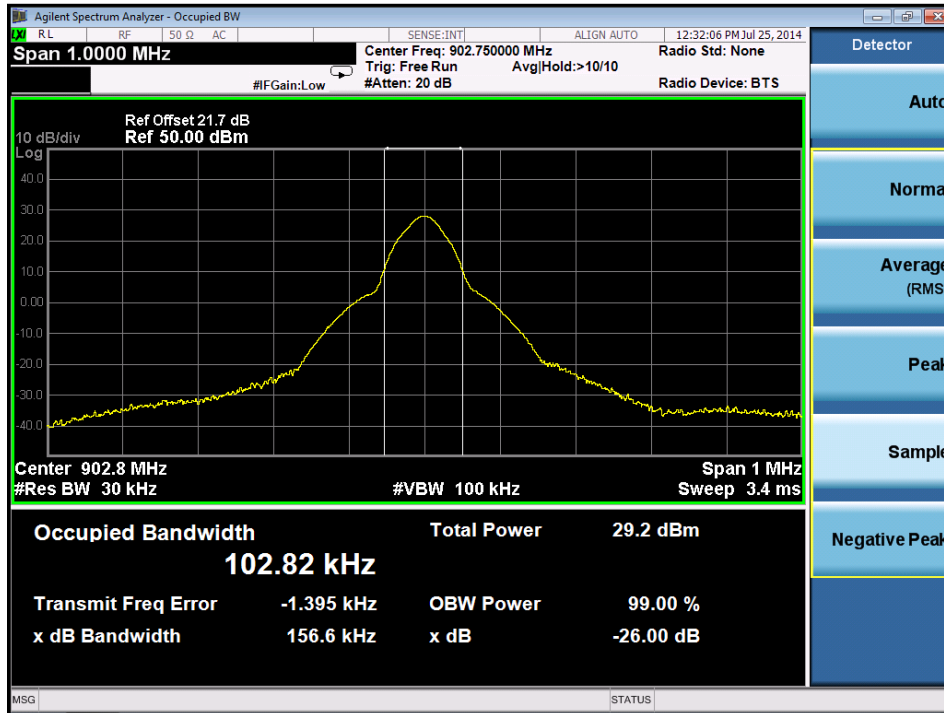 Agilent Spectrum Analyzer - Occupied BW
LXI RL RF 50 Ω AC SENSE:INT ALIGN AUTO 12:32:06 PM Jul 25, 2014
Span 1.0000 MHz
Center Freq: 902.750000 MHz Radio Std: None
Trig: Free Run Avg|Hold:>10/10
#IFGain:Low #Atten: 20 dB Radio Device: BTS
Ref Offset 21.7 dB
10 dB/div Ref 50.00 dBm
Log
40.0
30.0
20.0
10.0
0.00
-10.0
-20.0
-30.0
-40.0
Center 902.8 MHz Span 1 MHz
#Res BW 30 kHz #VBW 100 kHz Sweep 3.4 ms
Occupied Bandwidth Total Power 29.2 dBm
102.82 kHz
Transmit Freq Error -1.395 kHz OBW Power 99.00 %
x dB Bandwidth 156.6 kHz x dB -26.00 dB
MSG STATUS
Detector
Auto
Norma
Average
(RMS
Peak
Sample
Negative Peak